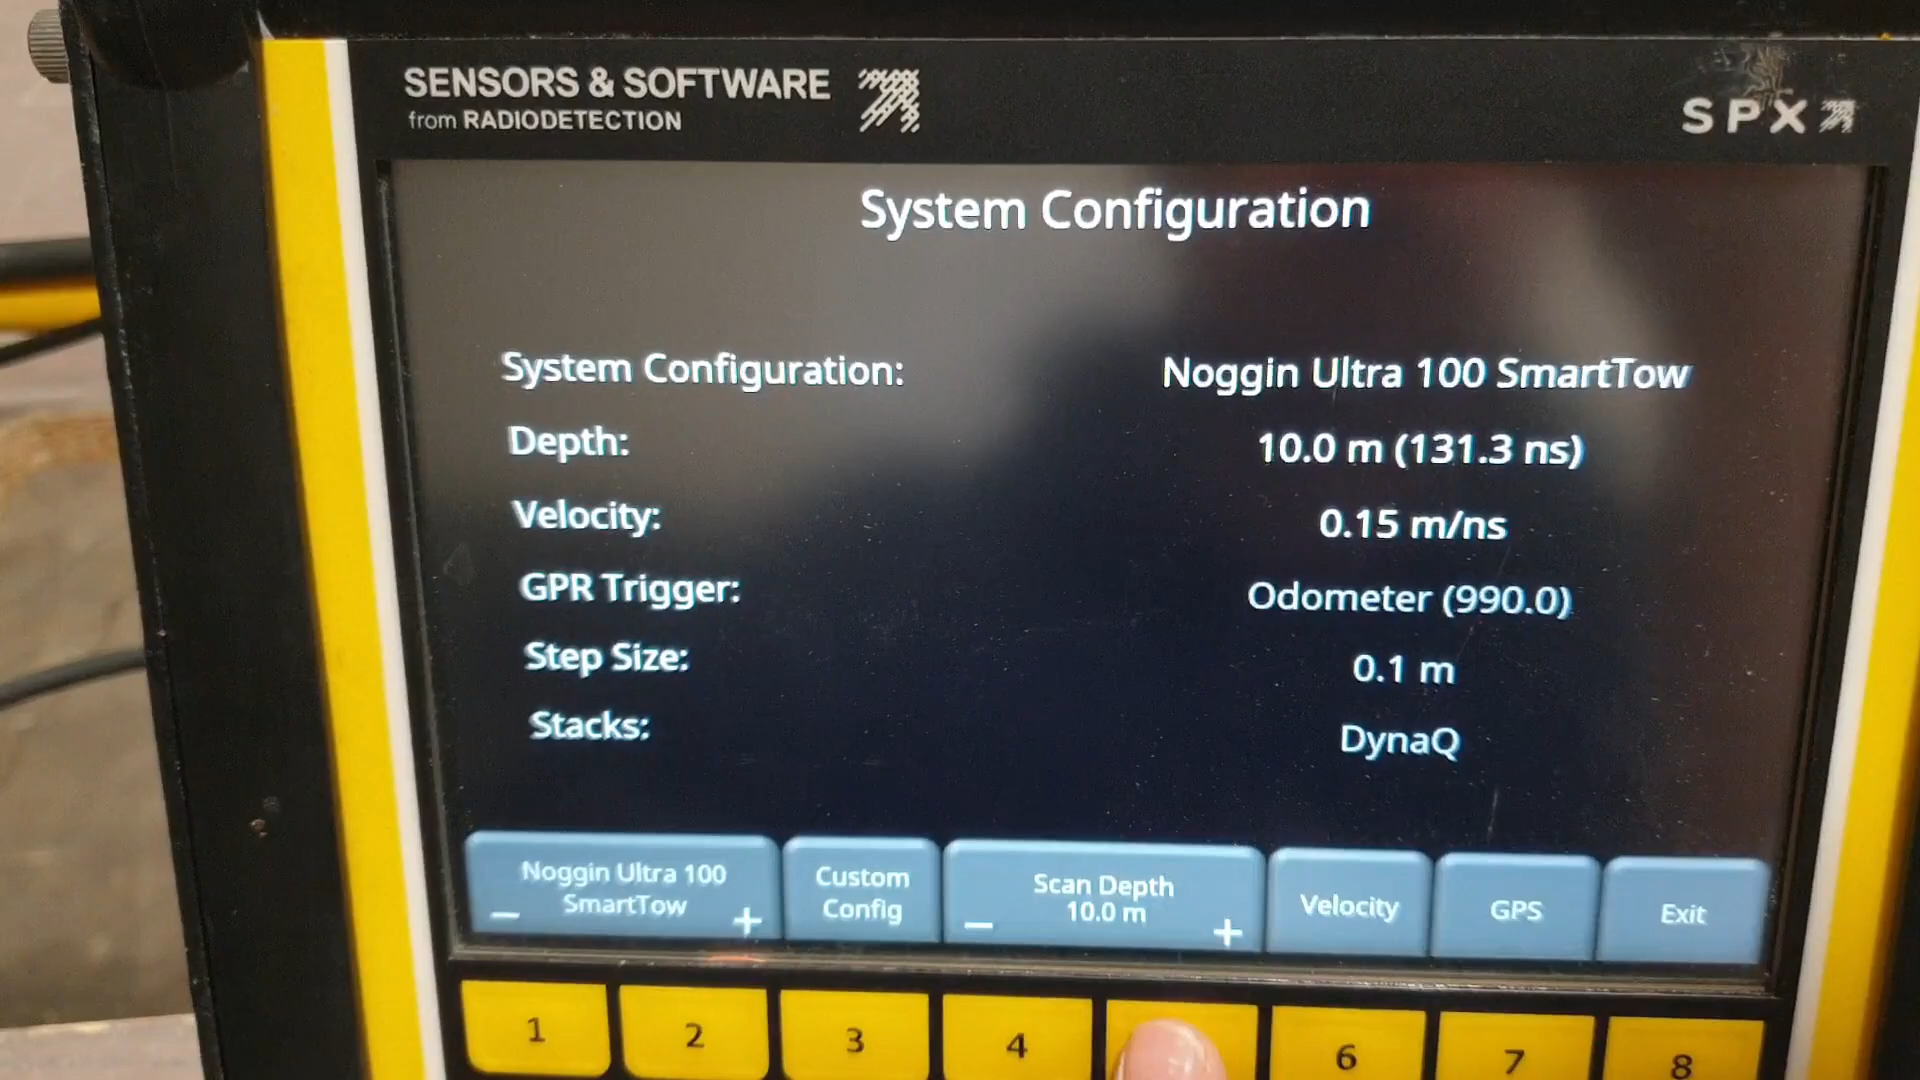 SENSORS & SOFTWARE
from RADIODETECTION
SPX
System Configuration
System Configuration: Noggin Ultra 100 SmartTow
Depth: 10.0 m (131.3 ns)
Velocity: 0.15 m/ns
GPR Trigger: Odometer (990.0)
Step Size: 0.1 m
Stacks: DynaQ
Noggin Ultra 100
SmartTow
− +
Custom
Config
Scan Depth
10.0 m
− +
Velocity
GPS
Exit
1 2 3 4 6 7 8